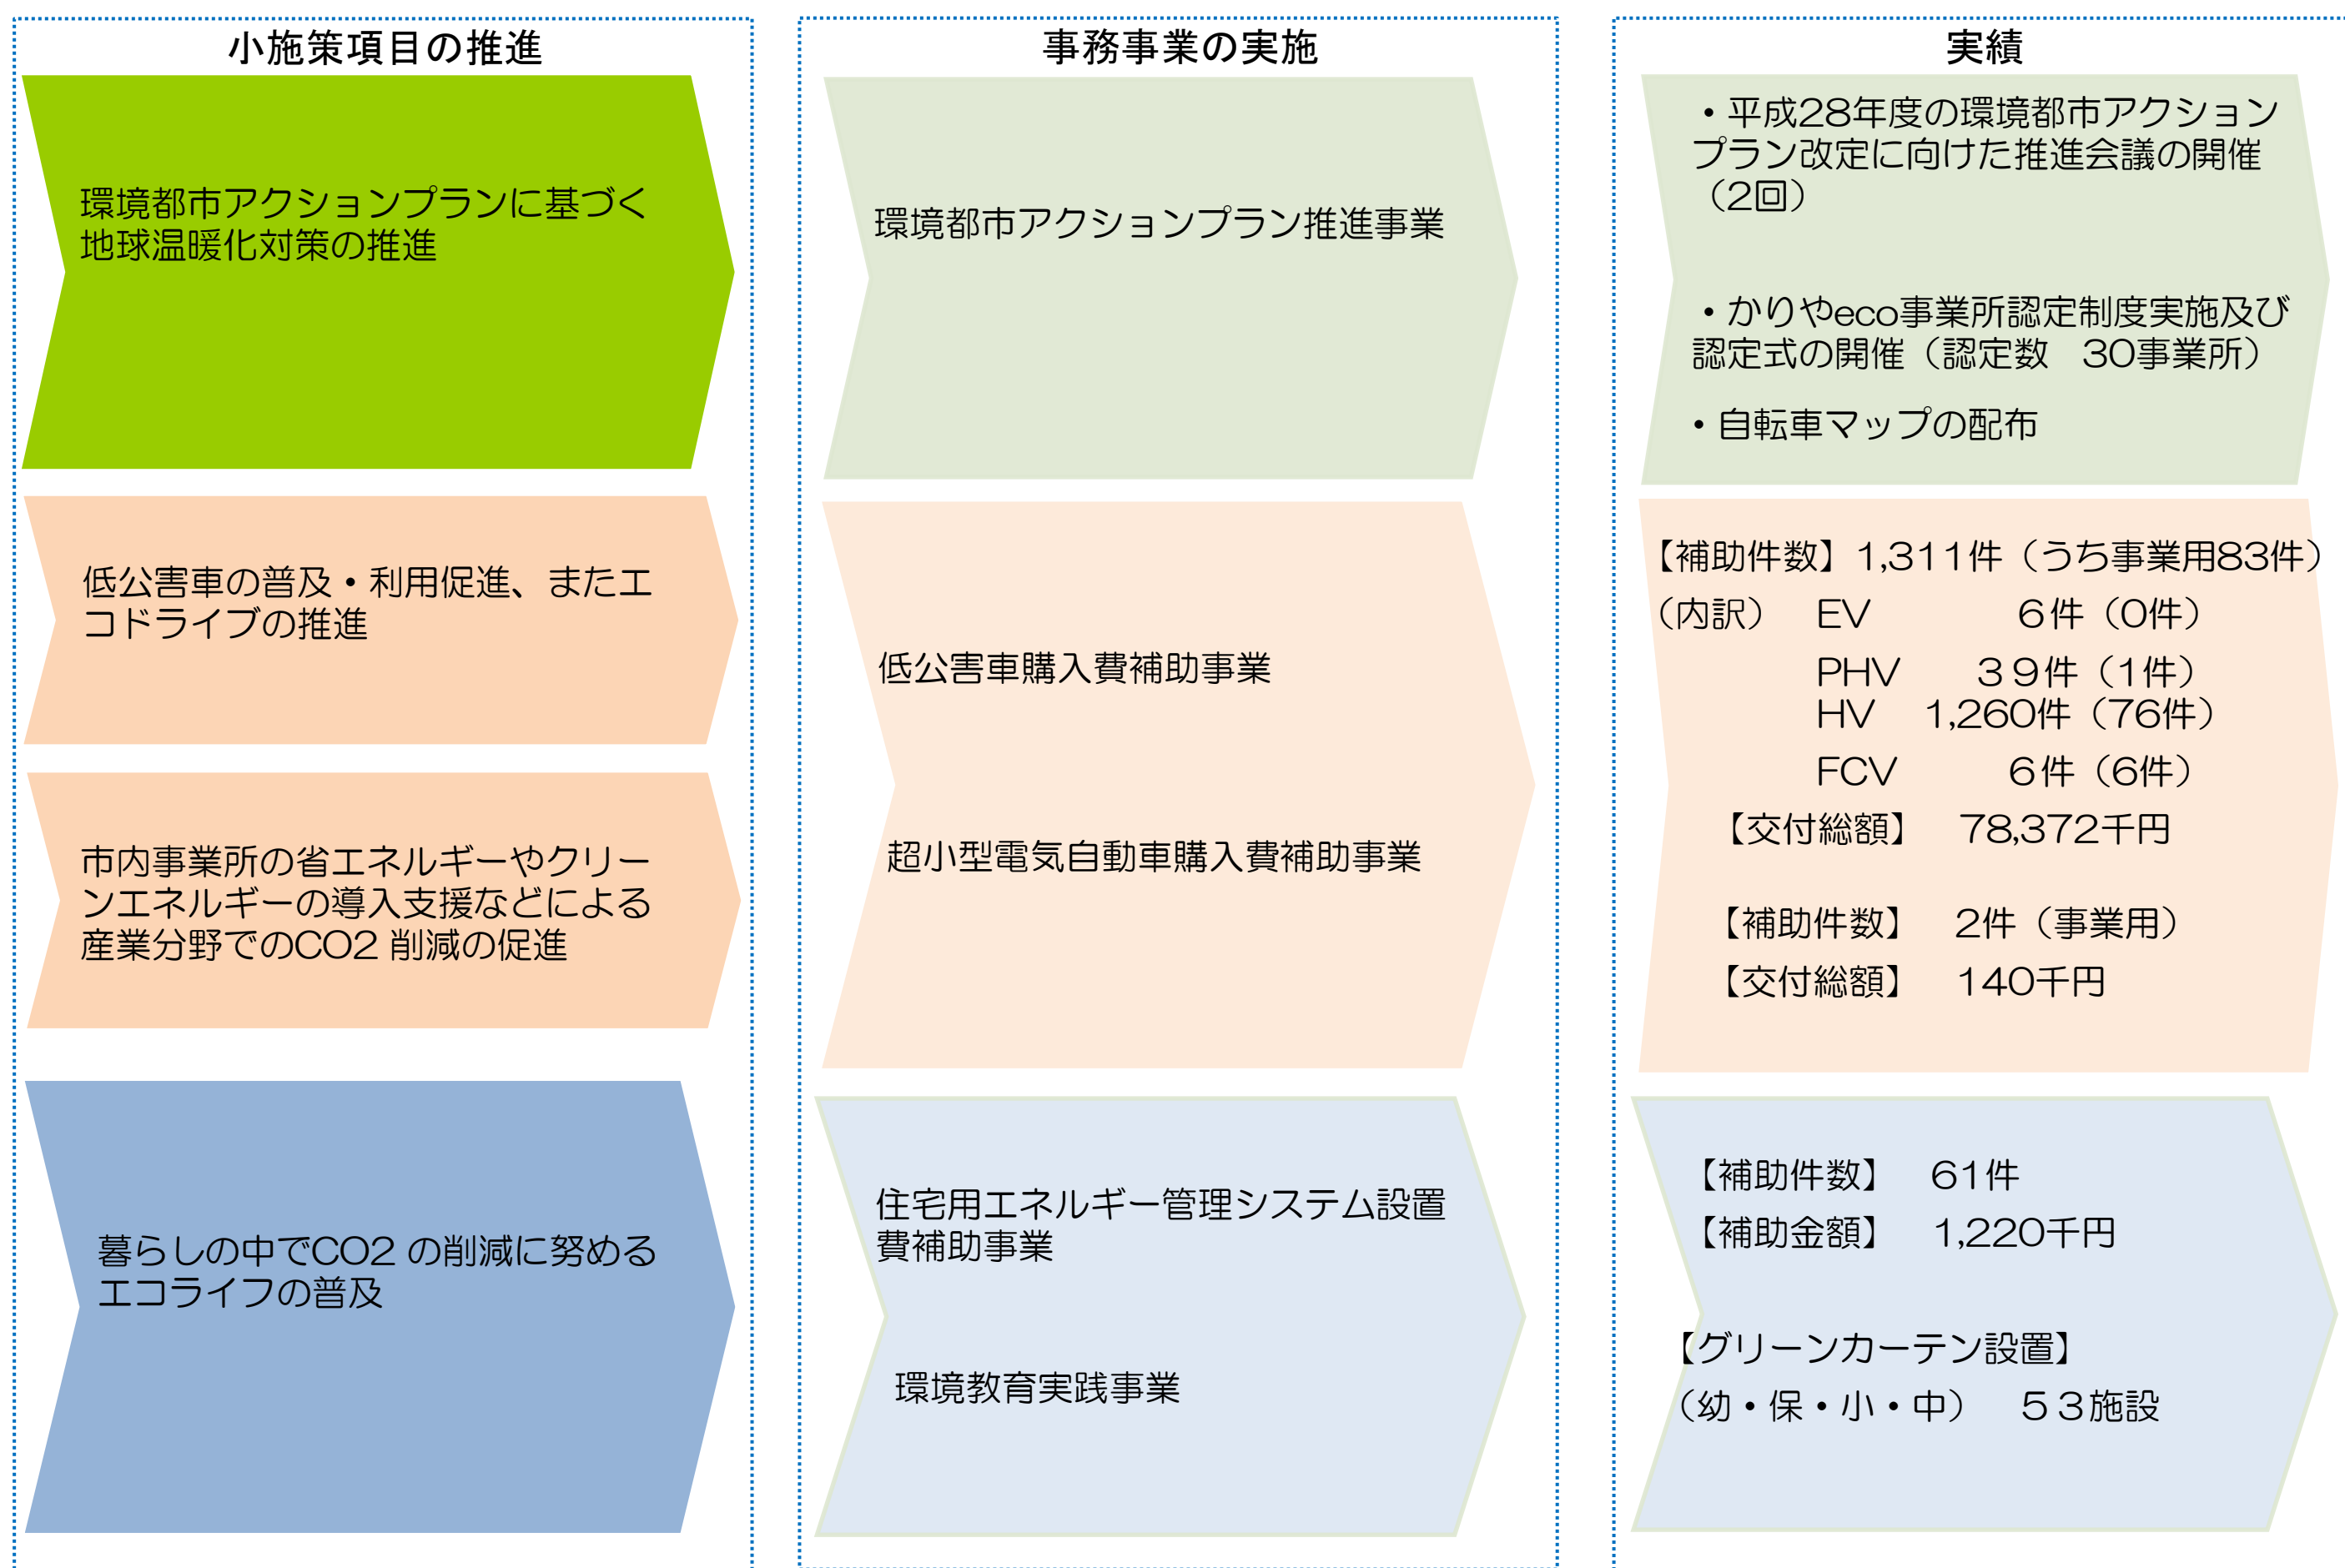 小施策項目の推進
環境都市アクションプランに基づく
地球温暖化対策の推進
低公害車の普及・利用促進、またエ
コドライブの推進
市内事業所の省エネルギーやクリー
ンエネルギーの導入支援などによる
産業分野でのCO2 削減の促進
暮らしの中でCO2 の削減に努める
エコライフの普及
事務事業の実施
環境都市アクションプラン推進事業
低公害車購入費補助事業
超小型電気自動車購入費補助事業
住宅用エネルギー管理システム設置
費補助事業
環境教育実践事業
実績
・平成28年度の環境都市アクション
プラン改定に向けた推進会議の開催
（2回）
・かりやeco事業所認定制度実施及び
認定式の開催（認定数　30事業所）
・自転車マップの配布
【補助件数】1,311件（うち事業用83件）
（内訳）　EV　　　　6件（0件）
PHV　　３９件（1件）
HV　1,260件（76件）
FCV　　　6件（6件）
【交付総額】　78,372千円
【補助件数】　2件（事業用）
【交付総額】　140千円
【補助件数】　61件
【補助金額】　1,220千円
【グリーンカーテン設置】
（幼・保・小・中）　５３施設